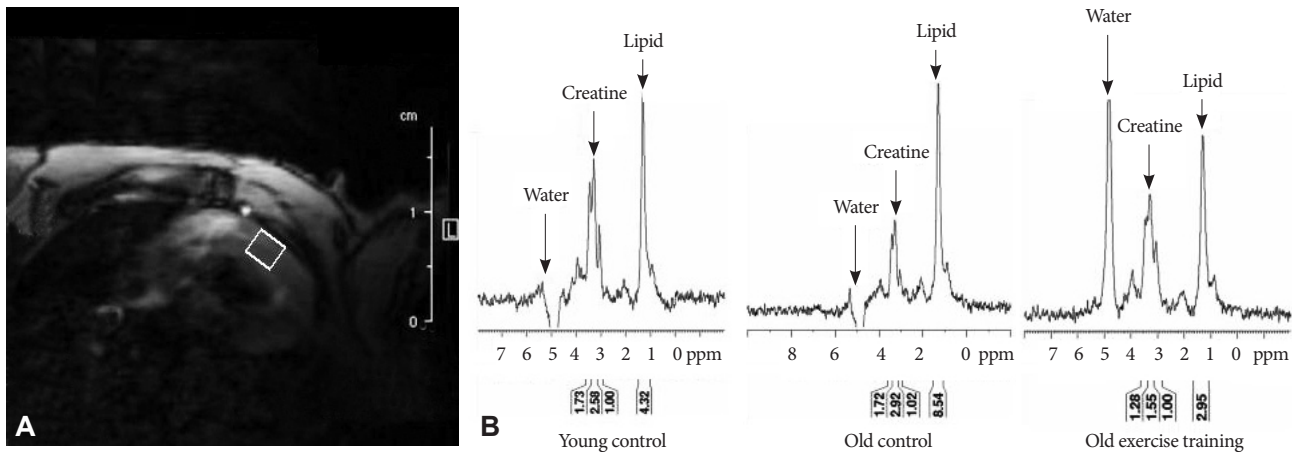 cm
1
0
L
A
Water
Creatine
Lipid
7 6 5 4 3 2 1 0 ppm
1.73 2.58 1.00 4.32
Young control
Water
Creatine
Lipid
8 6 4 2 0 ppm
1.72 2.92 1.02 8.54
Old control
Water
Creatine
Lipid
7 6 5 4 3 2 1 0 ppm
1.28 1.55 1.00 2.95
Old exercise training
B